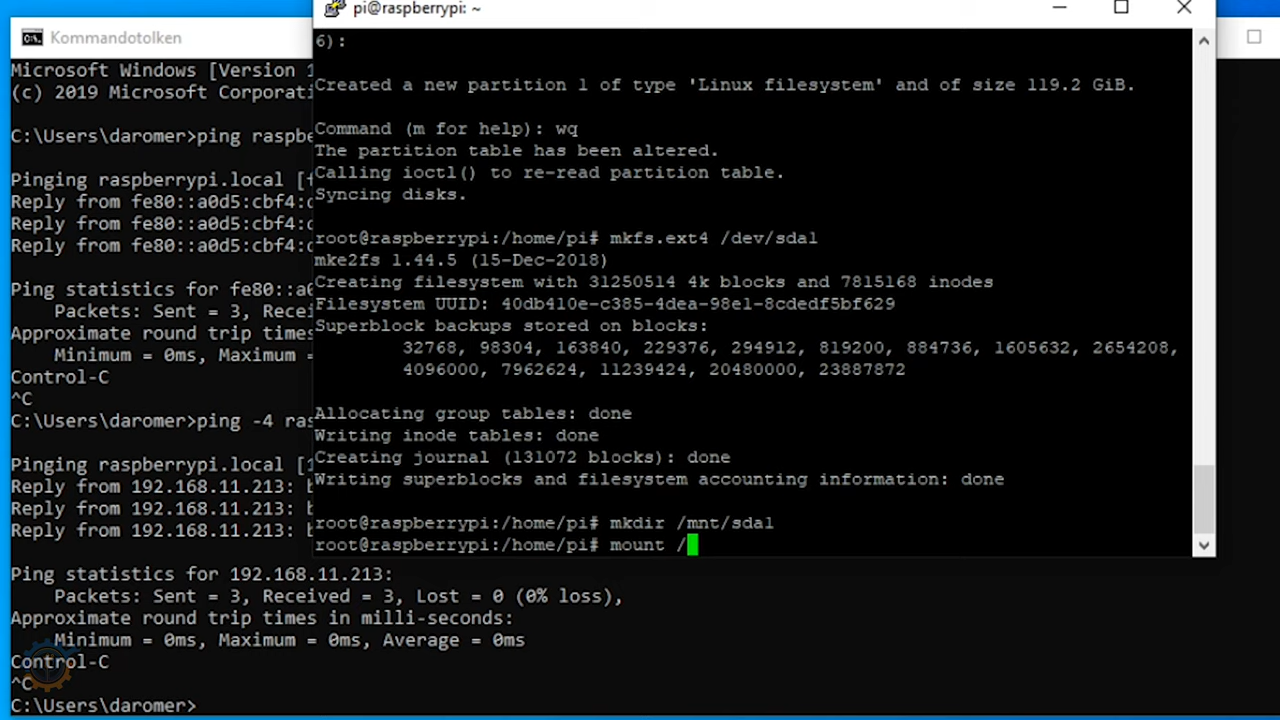 pi@raspberrypi: ~
Kommandotolken
Microsoft Windows [Version 1
(c) 2019 Microsoft Corporati
C:\Users\daromer>ping raspbe
Pinging raspberrypi.local [f
Reply from fe80::a0d5:cbf4:
Reply from fe80::a0d5:cbf4:
Reply from fe80::a0d5:cbf4:
Ping statistics for fe80::a0
Packets: Sent = 3, Recei
Approximate round trip times
Minimum = 0ms, Maximum =
Control-C
^C
C:\Users\daromer>ping -4 ras
Pinging raspberrypi.local [1
Reply from 192.168.11.213: b
Reply from 192.168.11.213: b
Reply from 192.168.11.213: b
Ping statistics for 192.168.11.213:
Packets: Sent = 3, Received = 3, Lost = 0 (0% loss),
Approximate round trip times in milli-seconds:
Minimum = 0ms, Maximum = 0ms, Average = 0ms
Control-C
^C
C:\Users\daromer>
6):
Created a new partition 1 of type 'Linux filesystem' and of size 119.2 GiB.
Command (m for help): wq
The partition table has been altered.
Calling ioctl() to re-read partition table.
Syncing disks.
root@raspberrypi:/home/pi# mkfs.ext4 /dev/sda1
mke2fs 1.44.5 (15-Dec-2018)
Creating filesystem with 31250514 4k blocks and 7815168 inodes
Filesystem UUID: 40db410e-c385-4dea-98e1-8cdedf5bf629
Superblock backups stored on blocks:
32768, 98304, 163840, 229376, 294912, 819200, 884736, 1605632, 2654208,
4096000, 7962624, 11239424, 20480000, 23887872
Allocating group tables: done
Writing inode tables: done
Creating journal (131072 blocks): done
Writing superblocks and filesystem accounting information: done
root@raspberrypi:/home/pi# mkdir /mnt/sda1
root@raspberrypi:/home/pi# mount /